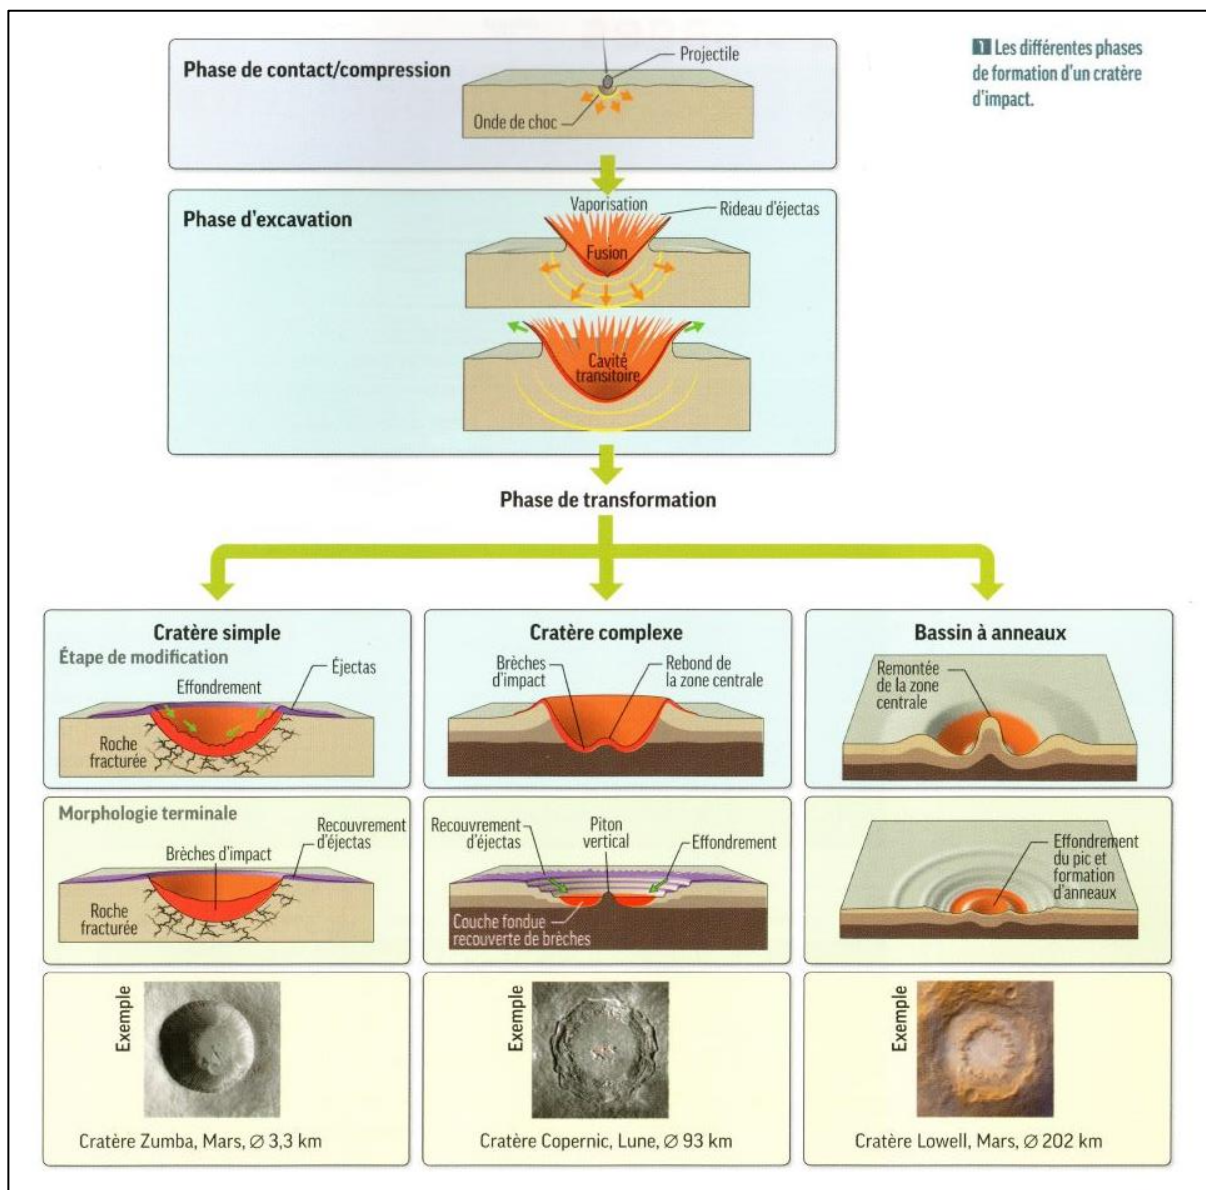 1 Les différentes phases
de formation d'un cratère
d'impact.
Phase de contact/compression
Projectile
Onde de choc
Phase d'excavation
Vaporisation
Rideau d'éjectas
Fusion
Cavité
transitoire
Phase de transformation
Cratère simple
Étape de modification
Éjectas
Effondrement
Roche
fracturée
Cratère complexe
Brèches
d'impact
Rebond de
la zone centrale
Bassin à anneaux
Remontée
de la zone
centrale
Morphologie terminale
Recouvrement
d'éjectas
Brèches d'impact
Roche
fracturée
Recouvrement
d'éjectas
Piton
vertical
Effondrement
Couche fondue
recouverte de brèches
Effondrement
du pic et
formation
d'anneaux
Exemple
Cratère Zumba, Mars, ∅ 3,3 km
Exemple
Cratère Copernic, Lune, ∅ 93 km
Exemple
Cratère Lowell, Mars, ∅ 202 km